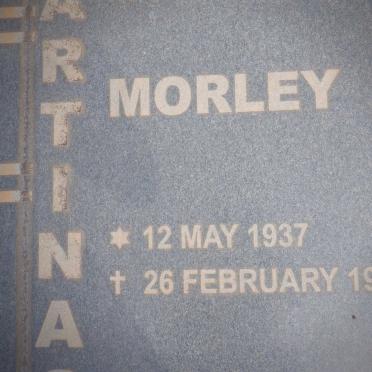 ARTINA
MORLEY
12 MAY 1937
26 FEBRUARY 19